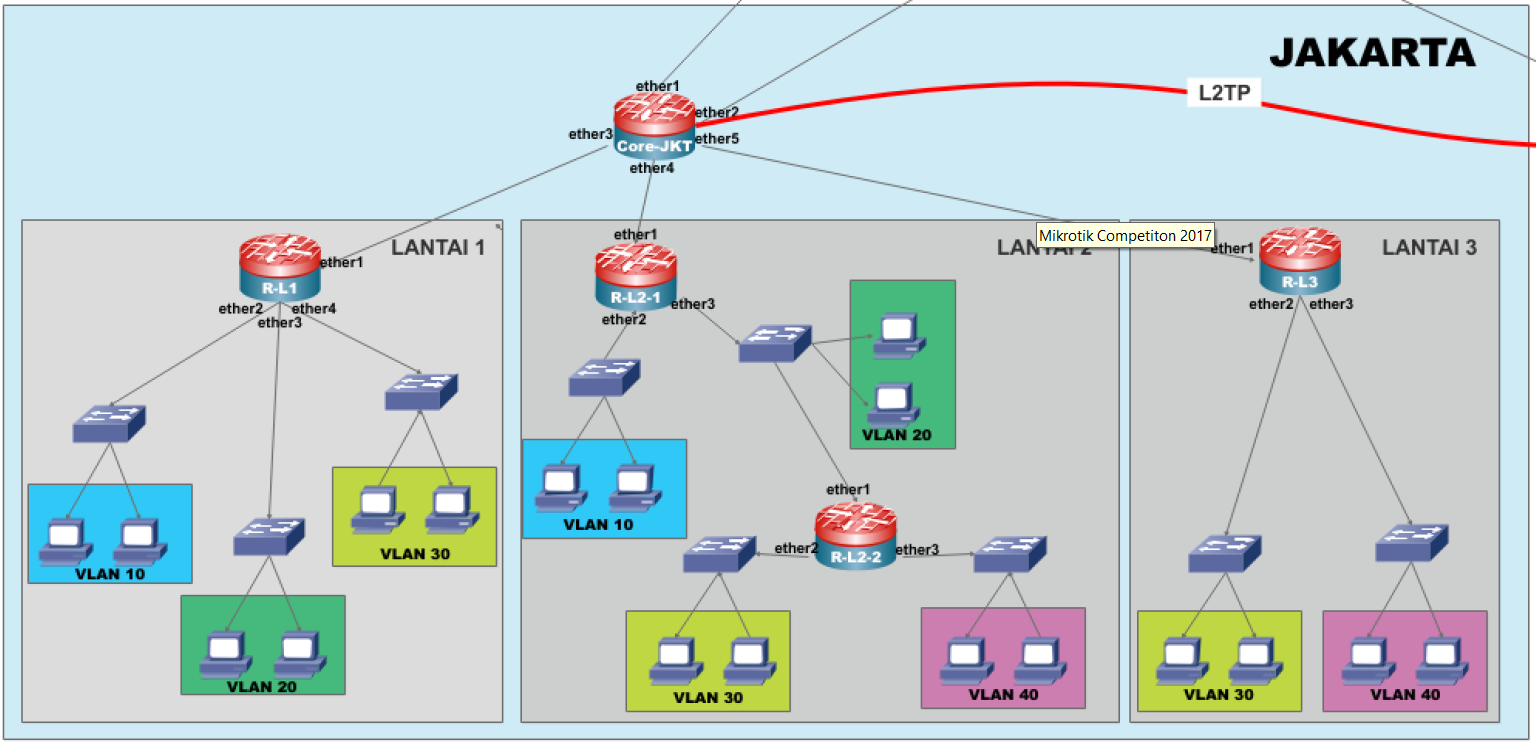 JAKARTA
ether1
L2TP
ether2
ether3
Core-JKT
ether5
ether4
Mikrotik Competiton 2017
LANTAI 1
ether1
R-L1
ether2
ether4
ether3
VLAN 10
VLAN 20
VLAN 30
LANTAI 2
ether1
R-L2-1
ether3
ether2
VLAN 20
VLAN 10
ether1
ether2
R-L2-2
ether3
VLAN 30
VLAN 40
LANTAI 3
ether1
R-L3
ether2
ether3
VLAN 30
VLAN 40